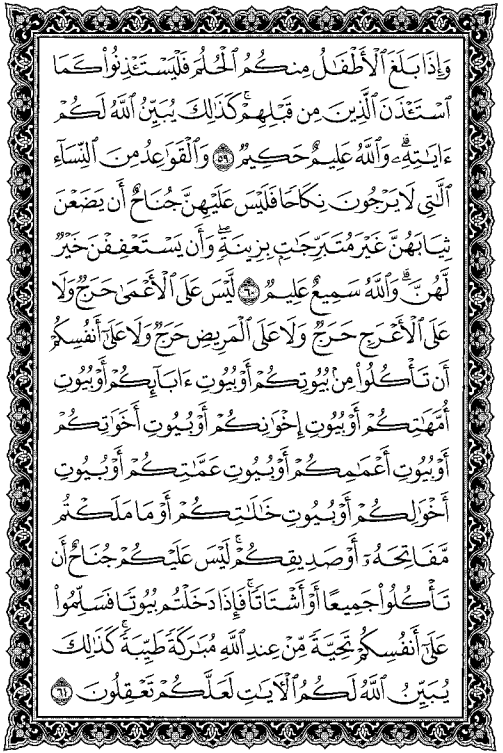 وَإِذَا بَلَغَ ٱلْأَطْفَٰلُ مِنكُمُ ٱلْحُلُمَ فَلْيَسْتَـْٔذِنُوا۟ كَمَا
ٱسْتَـْٔذَنَ ٱلَّذِينَ مِن قَبْلِهِمْ ۚ كَذَٰلِكَ يُبَيِّنُ ٱللَّهُ لَكُمْ
ءَايَٰتِهِۦ ۗ وَٱللَّهُ عَلِيمٌ حَكِيمٌ ٥٩ وَٱلْقَوَٰعِدُ مِنَ ٱلنِّسَآءِ
ٱلَّٰتِى لَا يَرْجُونَ نِكَاحًا فَلَيْسَ عَلَيْهِنَّ جُنَاحٌ أَن يَضَعْنَ
ثِيَابَهُنَّ غَيْرَ مُتَبَرِّجَٰتٍۭ بِزِينَةٍ ۖ وَأَن يَسْتَعْفِفْنَ خَيْرٌ
لَّهُنَّ ۗ وَٱللَّهُ سَمِيعٌ عَلِيمٌ ٦٠ لَّيْسَ عَلَى ٱلْأَعْمَىٰ حَرَجٌ وَلَا
عَلَى ٱلْأَعْرَجِ حَرَجٌ وَلَا عَلَى ٱلْمَرِيضِ حَرَجٌ وَلَا عَلَىٰٓ أَنفُسِكُمْ
أَن تَأْكُلُوا۟ مِنۢ بُيُوتِكُمْ أَوْ بُيُوتِ ءَابَآئِكُمْ أَوْ بُيُوتِ
أُمَّهَٰتِكُمْ أَوْ بُيُوتِ إِخْوَٰنِكُمْ أَوْ بُيُوتِ أَخَوَٰتِكُمْ
أَوْ بُيُوتِ أَعْمَٰمِكُمْ أَوْ بُيُوتِ عَمَّٰتِكُمْ أَوْ بُيُوتِ
أَخْوَٰلِكُمْ أَوْ بُيُوتِ خَٰلَٰتِكُمْ أَوْ مَا مَلَكْتُم
مَّفَاتِحَهُۥٓ أَوْ صَدِيقِكُمْ ۚ لَيْسَ عَلَيْكُمْ جُنَاحٌ أَن
تَأْكُلُوا۟ جَمِيعًا أَوْ أَشْتَاتًا ۚ فَإِذَا دَخَلْتُم بُيُوتًا فَسَلِّمُوا۟
عَلَىٰٓ أَنفُسِكُمْ تَحِيَّةً مِّنْ عِندِ ٱللَّهِ مُبَٰرَكَةً طَيِّبَةً ۚ كَذَٰلِكَ
يُبَيِّنُ ٱللَّهُ لَكُمُ ٱلْءَايَٰتِ لَعَلَّكُمْ تَعْقِلُونَ ٦١